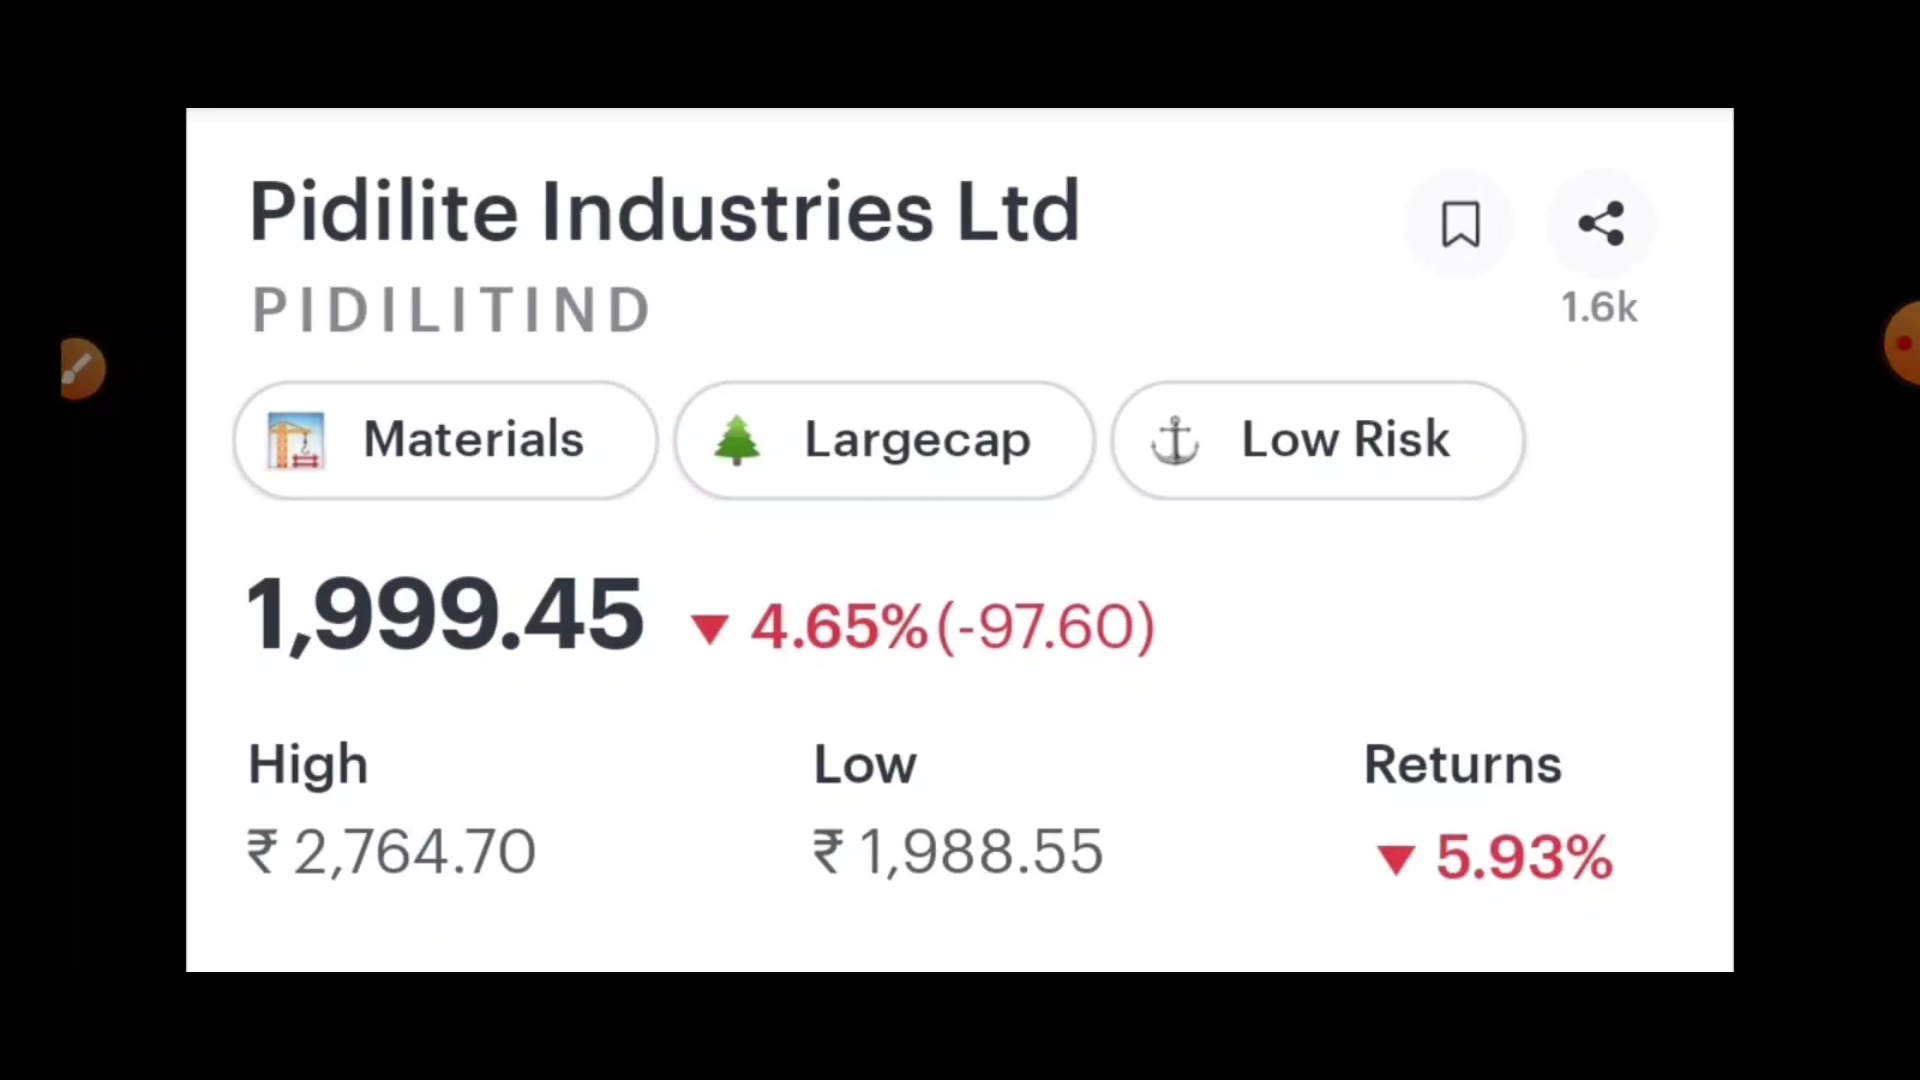 Pidilite Industries Ltd
PIDILITIND
1.6k
Materials Largecap Low Risk
1,999.45 ▼ 4.65% (-97.60)
High Low Returns
₹ 2,764.70 ₹ 1,988.55 ▼ 5.93%